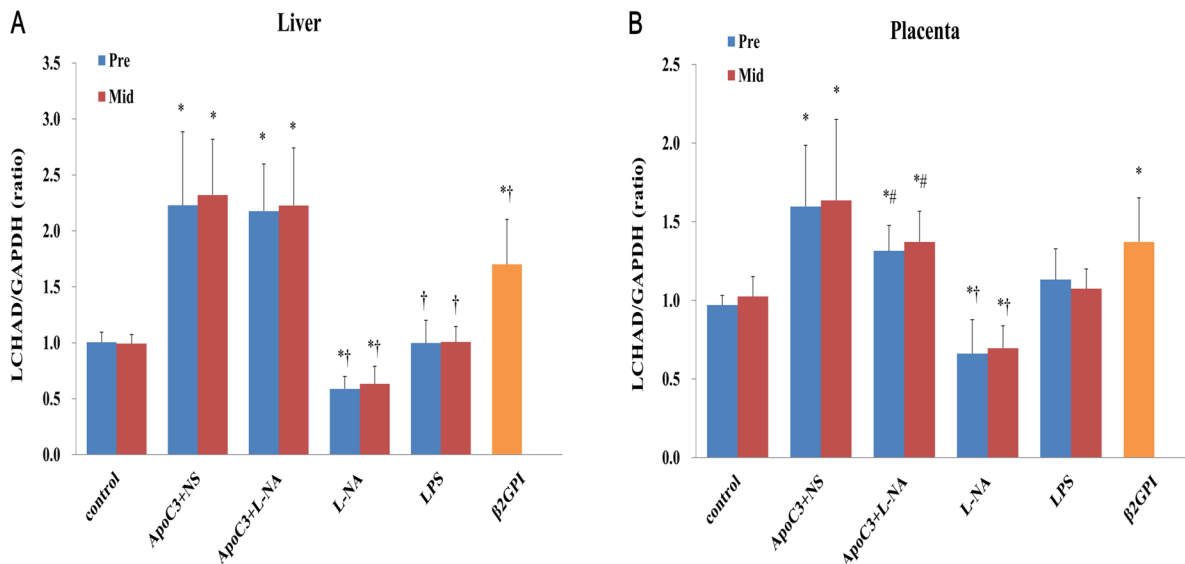 A
Liver
Pre
Mid
LCHAD/GAPDH (ratio)
3.5
3.0
2.5
2.0
1.5
1.0
0.5
0.0
* * * * *† *† † † *†
control
ApoC3+NS
ApoC3+L-NA
L-NA
LPS
β2GPI
B
Placenta
Pre
Mid
LCHAD/GAPDH (ratio)
2.5
2.0
1.5
1.0
0.5
0.0
* * *# *# *† *† *
control
ApoC3+NS
ApoC3+L-NA
L-NA
LPS
β2GPI